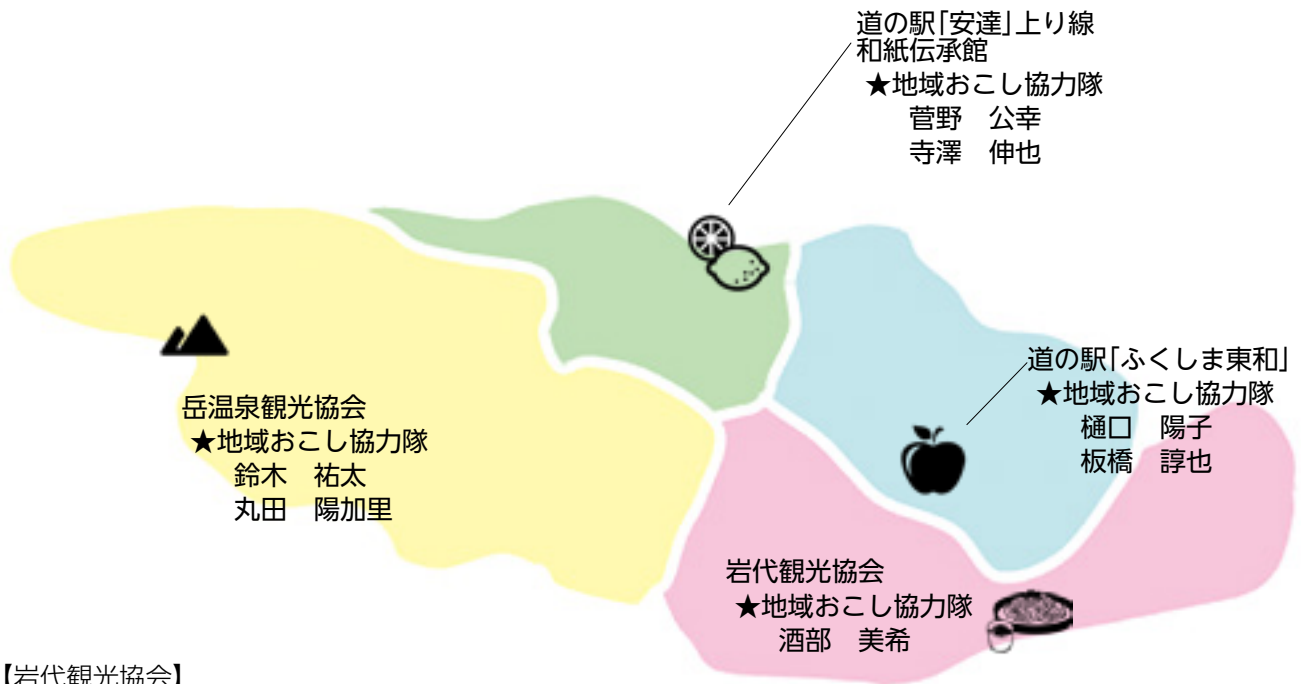 道の駅「安達」上り線
和紙伝承館
★地域おこし協力隊
菅野　公幸
寺澤　伸也
道の駅「ふくしま東和」
★地域おこし協力隊
樋口　陽子
板橋　諄也
岳温泉観光協会
★地域おこし協力隊
鈴木　祐太
丸田　陽加里
岩代観光協会
★地域おこし協力隊
酒部　美希
【岩代観光協会】